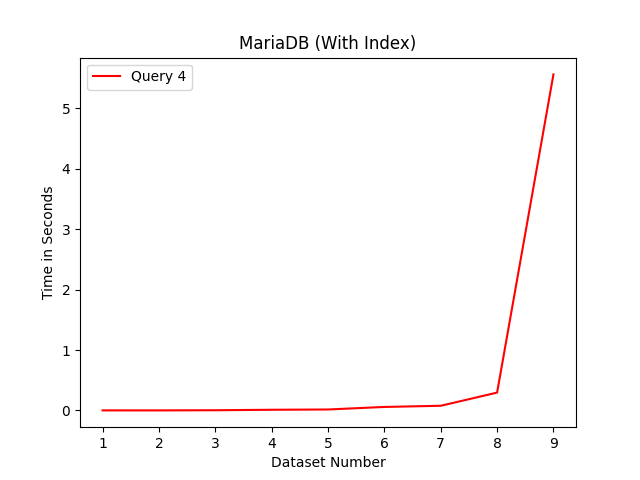 MariaDB (With Index)
Query 4
Time in Seconds
5
4
3
2
1
0
1 2 3 4 5 6 7 8 9
Dataset Number